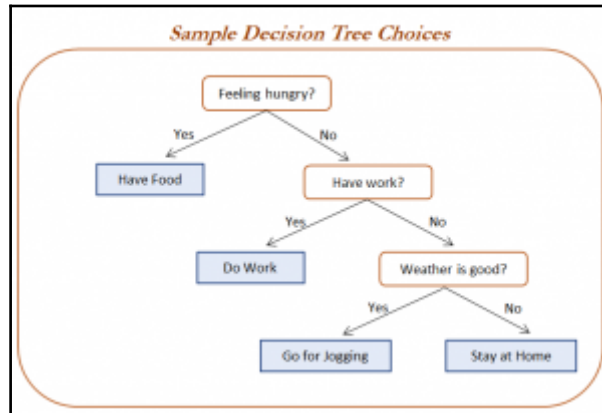 Sample Decision Tree Choices
Feeling hungry?
Yes
No
Have Food
Have work?
Yes
No
Do Work
Weather is good?
Yes
No
Go for Jogging
Stay at Home